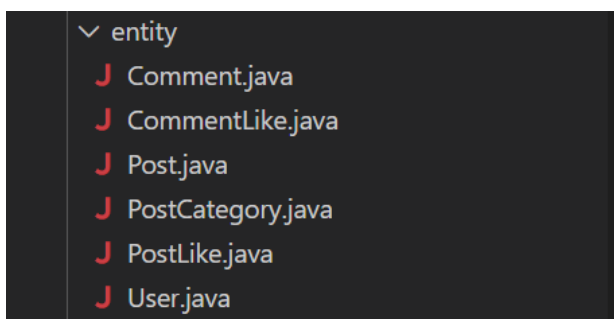 entity
J Comment.java
J CommentLike.java
J Post.java
J PostCategory.java
J PostLike.java
J User.java